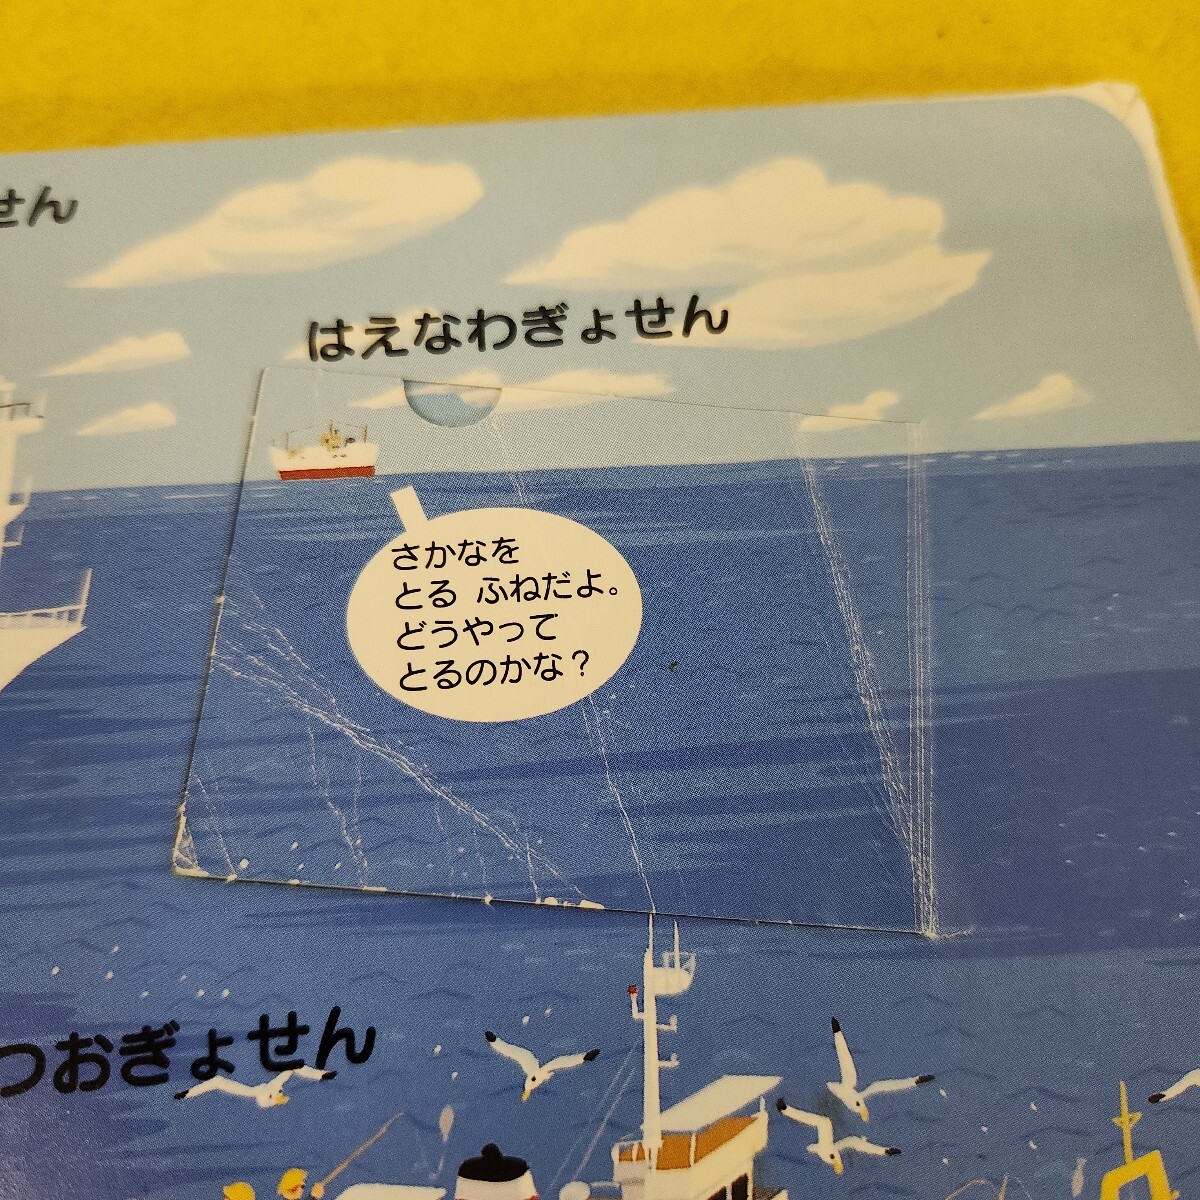 せん
はえなわぎょせん
さかなを
とる ふねだよ。
どうやって
とるのかな？
つおぎょせん